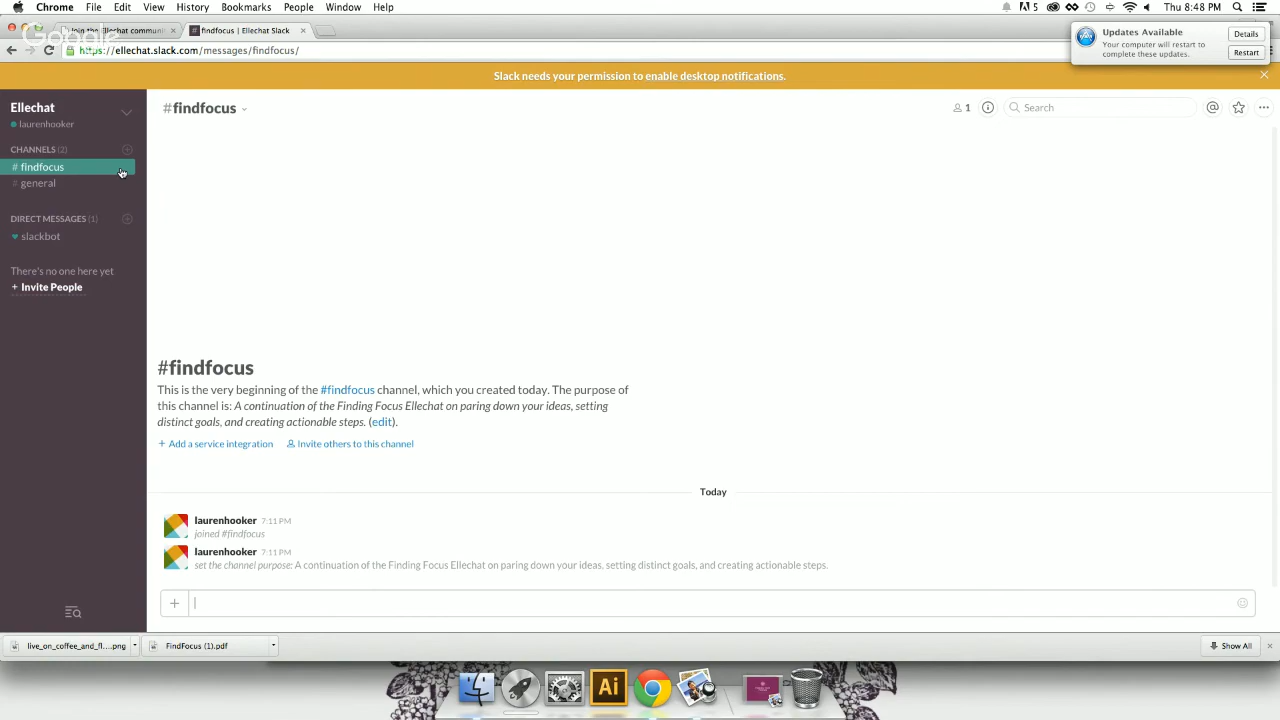 Chrome File Edit View History Bookmarks People Window Help
5 Thu 8:48 PM
Google
Join the Ellechat communi
findfocus | Ellechat Slack
https://ellechat.slack.com/messages/findfocus/
Updates Available
Your computer will restart to
complete these updates.
Details
Restart
Slack needs your permission to enable desktop notifications.
Ellechat
laurenhooker
CHANNELS (2)
# findfocus
# general
DIRECT MESSAGES (1)
slackbot
There's no one here yet
+ Invite People
#findfocus
1
Search
#findfocus
This is the very beginning of the #findfocus channel, which you created today. The purpose of
this channel is: A continuation of the Finding Focus Ellechat on paring down your ideas, setting
distinct goals, and creating actionable steps. (edit).
+ Add a service integration Invite others to this channel
Today
laurenhooker 7:11 PM
joined #findfocus
laurenhooker 7:11 PM
set the channel purpose: A continuation of the Finding Focus Ellechat on paring down your ideas, setting distinct goals, and creating actionable steps.
live_on_coffee_and_fl....png
FindFocus (1).pdf
Show All
Ai